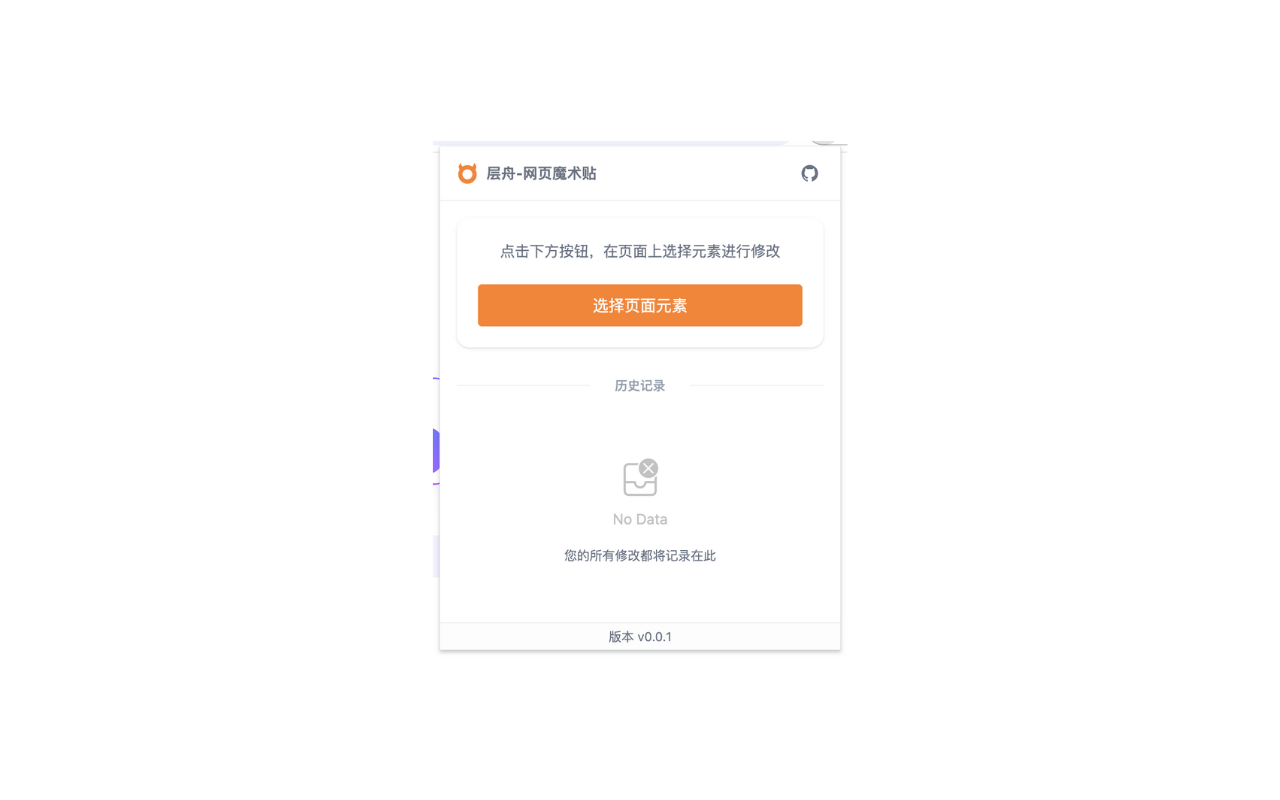 层舟-网页魔术贴
点击下方按钮，在页面上选择元素进行修改
选择页面元素
历史记录
No Data
您的所有修改都将记录在此
版本 v0.0.1